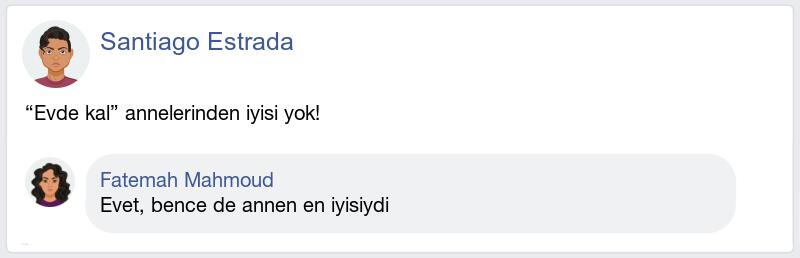 Santiago Estrada
“Evde kal” annelerinden iyisi yok!
Fatemah Mahmoud
Evet, bence de annen en iyisiydi